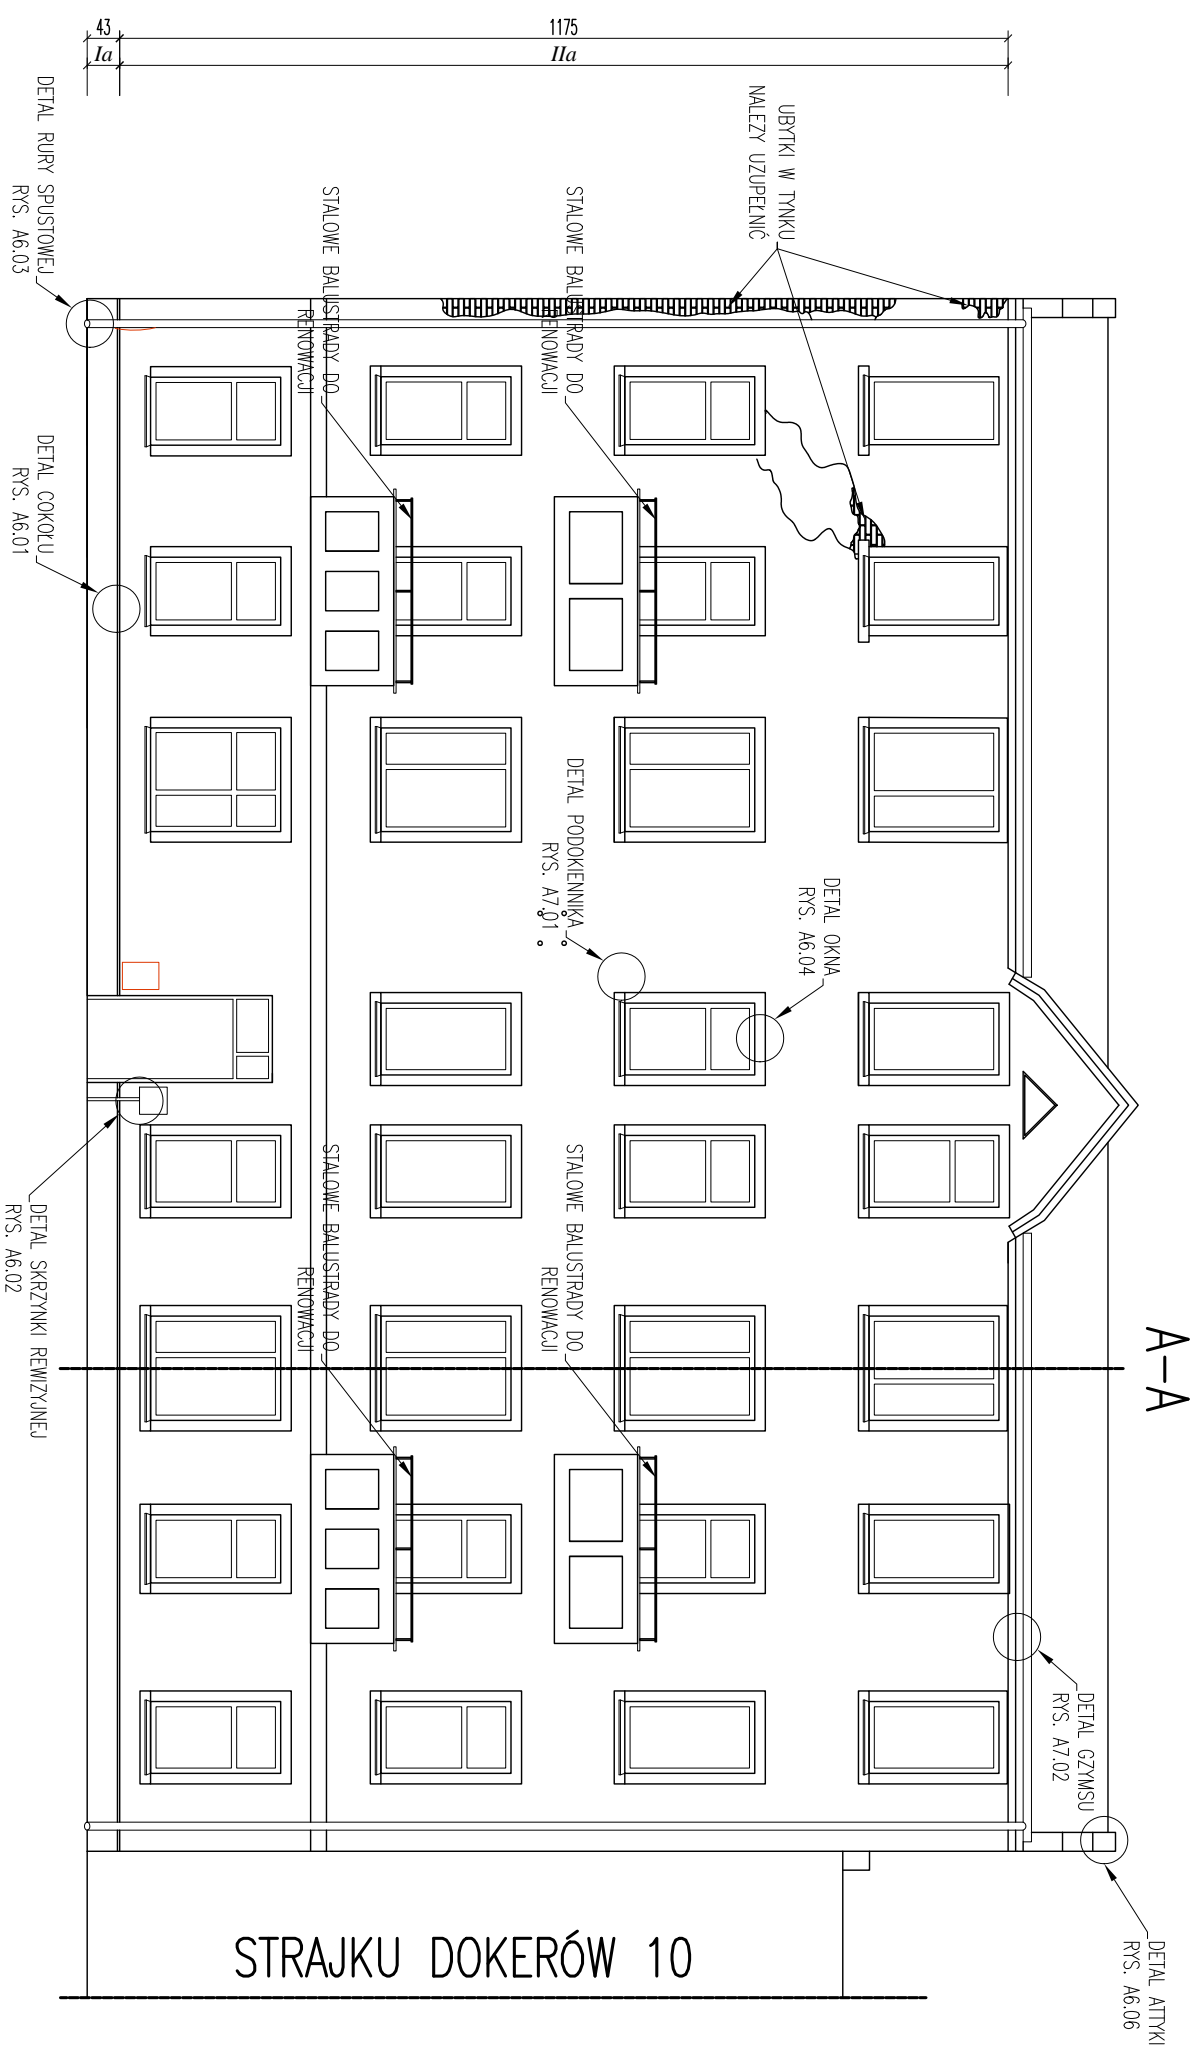 43
1175
Ia
IIa
DETAL RURY SPUSTOWEJ
RYS. A6.03
UBYTKI W TYNKU
NALEZY UZUPEŁNIĆ
STALOWE BALUSTRADY DO
RENOWACJI
STALOWE BALUSTRADY DO
RENOWACJI
DETAL COKOŁU
RYS. A6.01
DETAL PODOKIENNIKA
RYS. A7.01
DETAL OKNA
RYS. A6.04
STALOWE BALUSTRADY DO
RENOWACJI
STALOWE BALUSTRADY DO
RENOWACJI
DETAL SKRZYNKI REWIZYJNEJ
RYS. A6.02
A-A
DETAL GZYMSU
RYS. A7.02
DETAL ATTYKI
RYS. A6.06
STRAJKU DOKERÓW 10